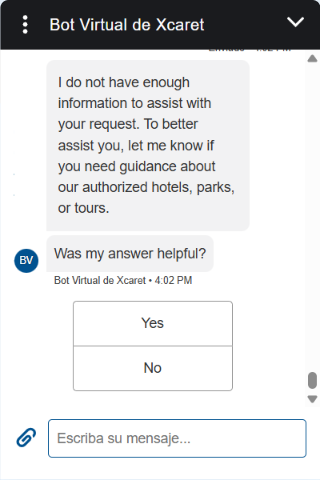 Bot Virtual de Xcaret
I do not have enough
information to assist with
your request. To better
assist you, let me know if
you need guidance about
our authorized hotels, parks,
or tours.
Was my answer helpful?
BV
Bot Virtual de Xcaret • 4:02 PM
Yes
No
Escriba su mensaje...